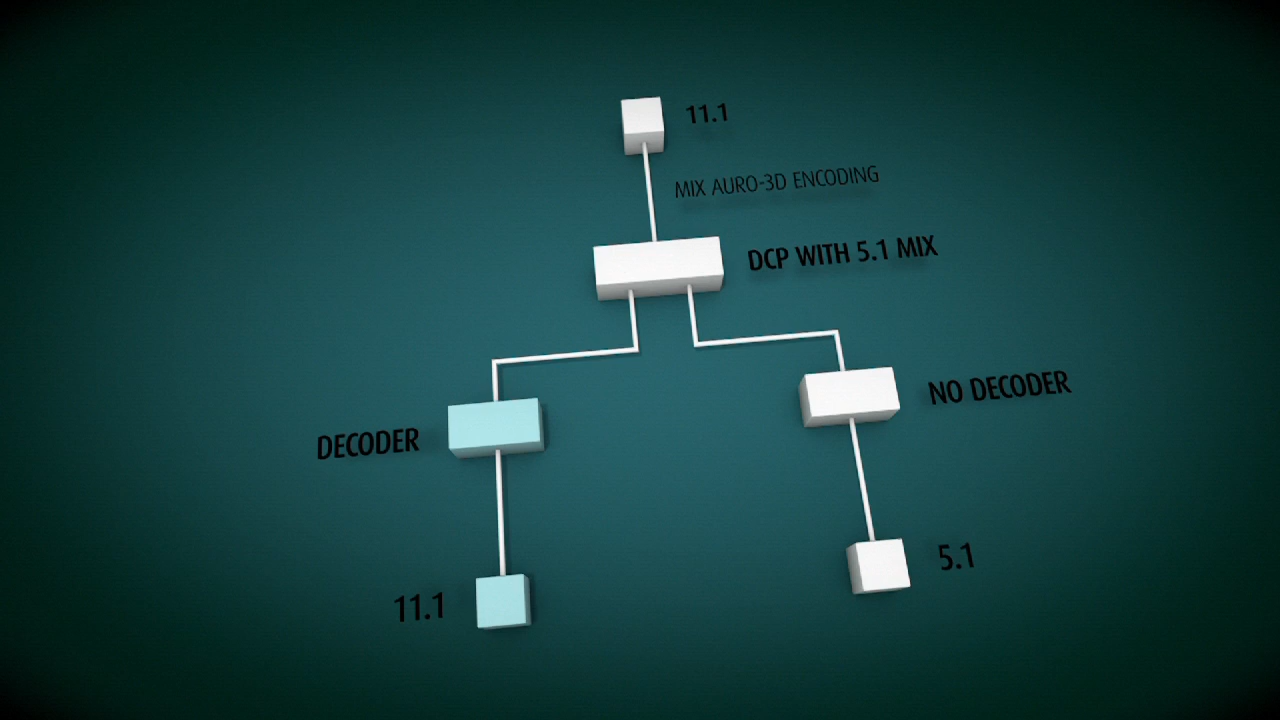 11.1
MIX AURO-3D ENCODING
DCP WITH 5.1 MIX
NO DECODER
DECODER
5.1
11.1